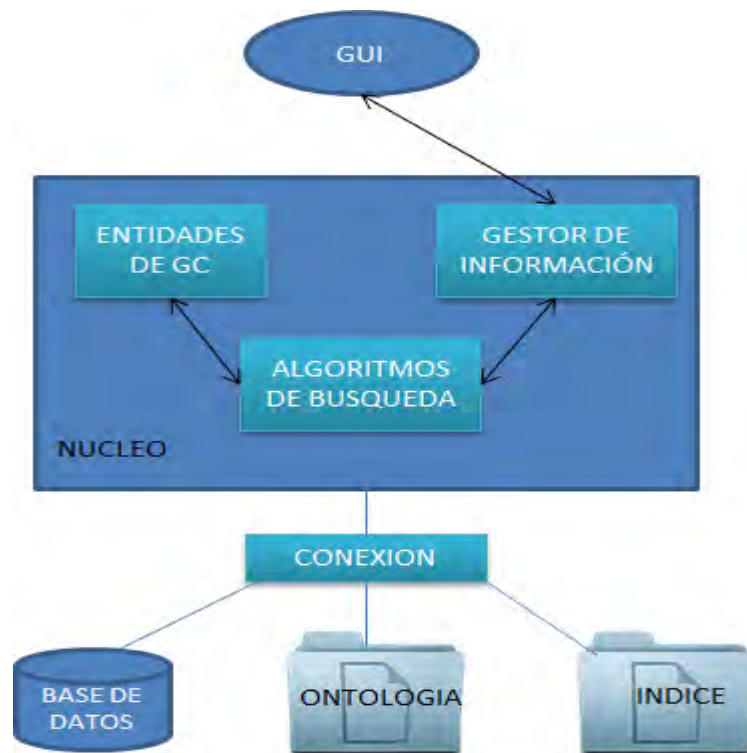 GUI
ENTIDADES
DE GC
GESTOR DE
INFORMACIÓN
ALGORITMOS
DE BUSQUEDA
NUCLEO
CONEXION
BASE DE
DATOS
ONTOLOGIA
INDICE